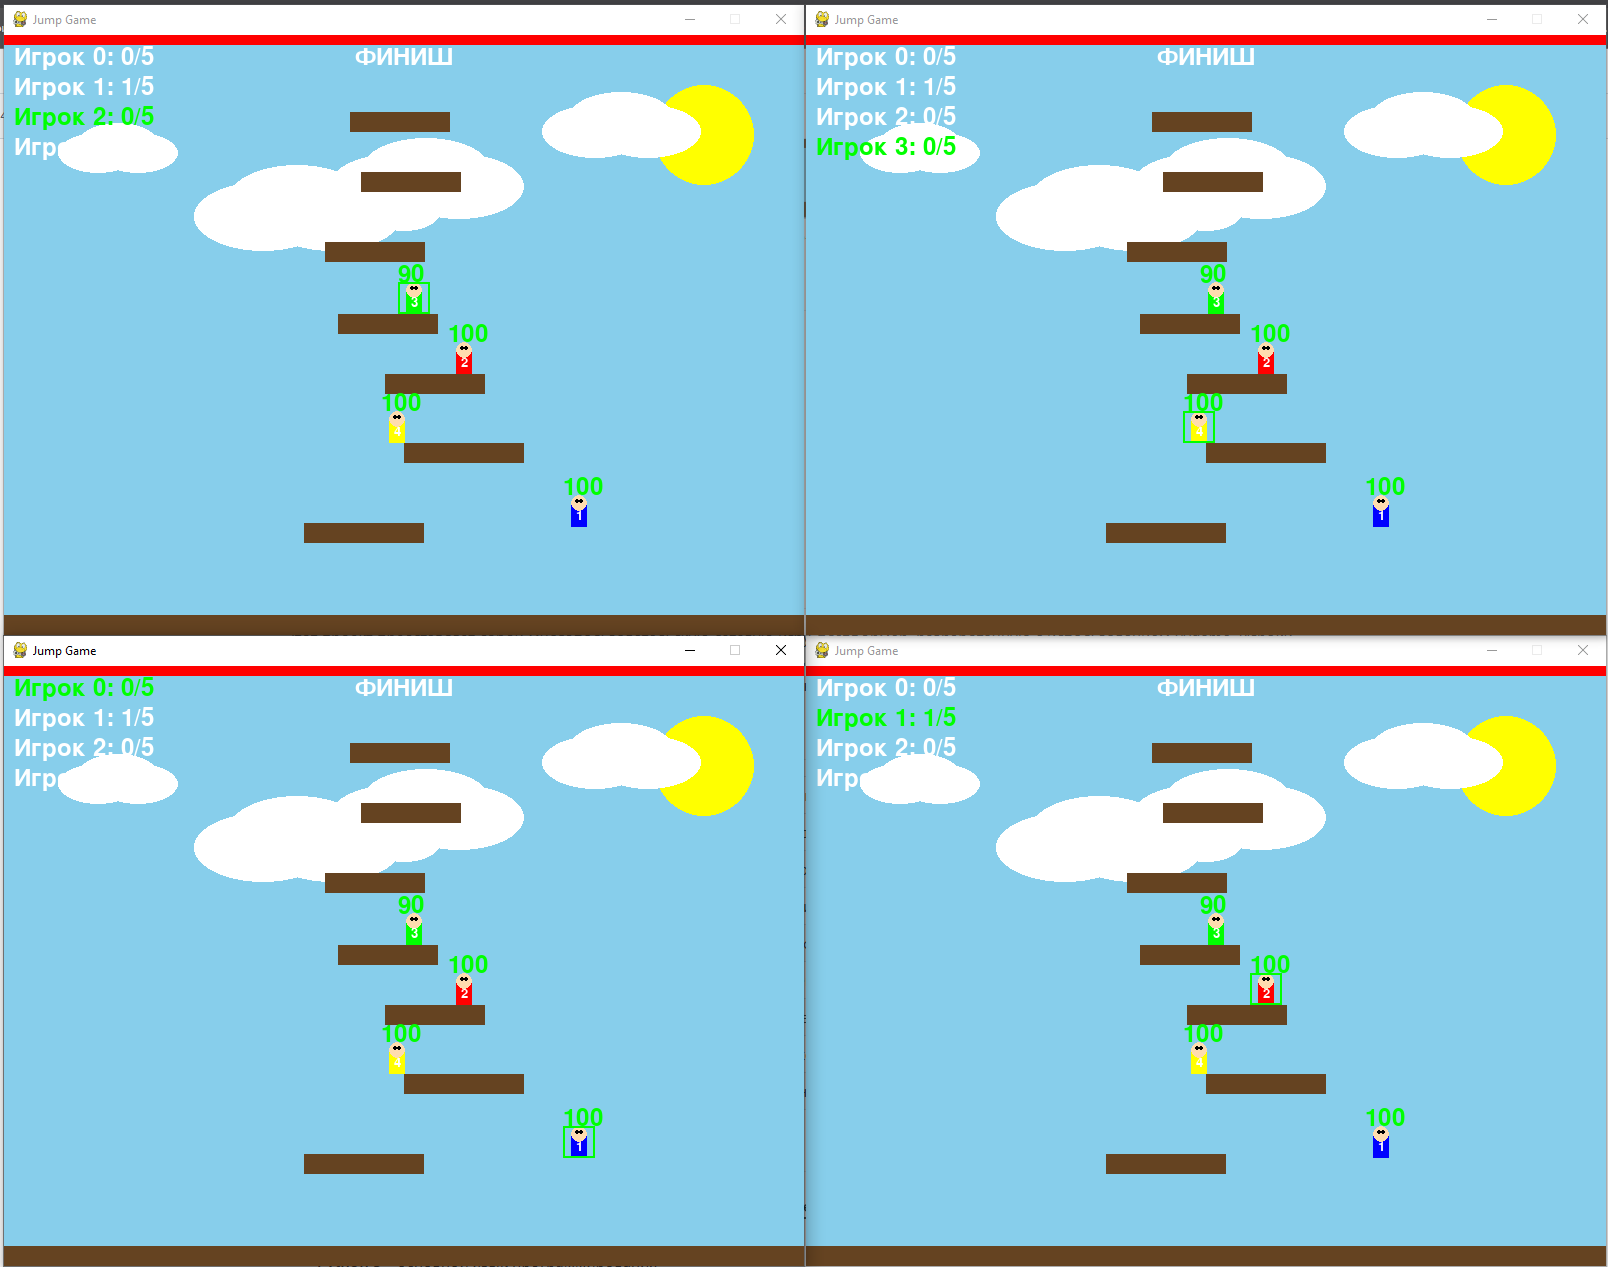 Jump Game
Игрок 0: 0/5
ФИНИШ
Игрок 1: 1/5
Игрок 2: 0/5
Игр
90
3
100
2
100
4
100
1
Jump Game
Игрок 0: 0/5
ФИНИШ
Игрок 1: 1/5
Игрок 2: 0/5
Игрок 3: 0/5
90
3
100
2
100
4
100
1
Jump Game
Игрок 0: 0/5
ФИНИШ
Игрок 1: 1/5
Игрок 2: 0/5
Игр
90
3
100
2
100
4
100
1
Jump Game
Игрок 0: 0/5
ФИНИШ
Игрок 1: 1/5
Игрок 2: 0/5
Игр
90
3
100
2
100
4
100
1